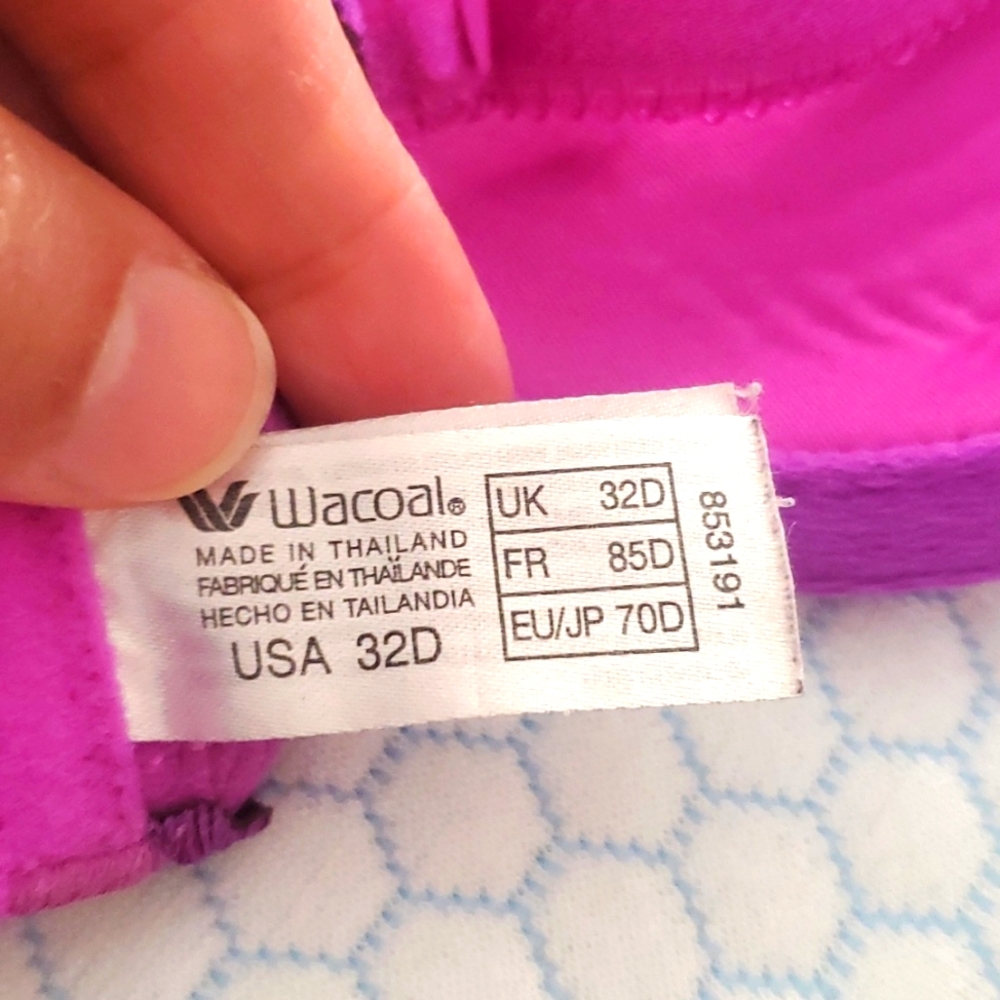 Wacoal®
MADE IN THAILAND
FABRIQUÉ EN THAÏLANDE
HECHO EN TAILANDIA
USA 32D
UK 32D
FR 85D
EU/JP 70D
853191